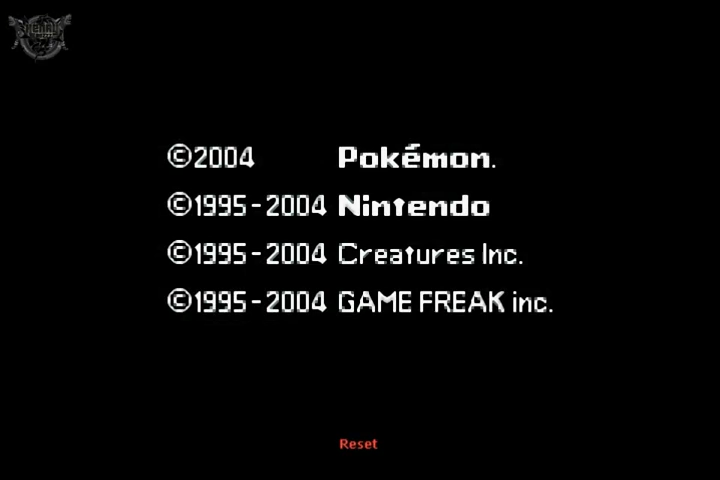 ©2004 Pokémon.
©1995-2004 Nintendo
©1995-2004 Creatures Inc.
©1995-2004 GAME FREAK inc.
Reset